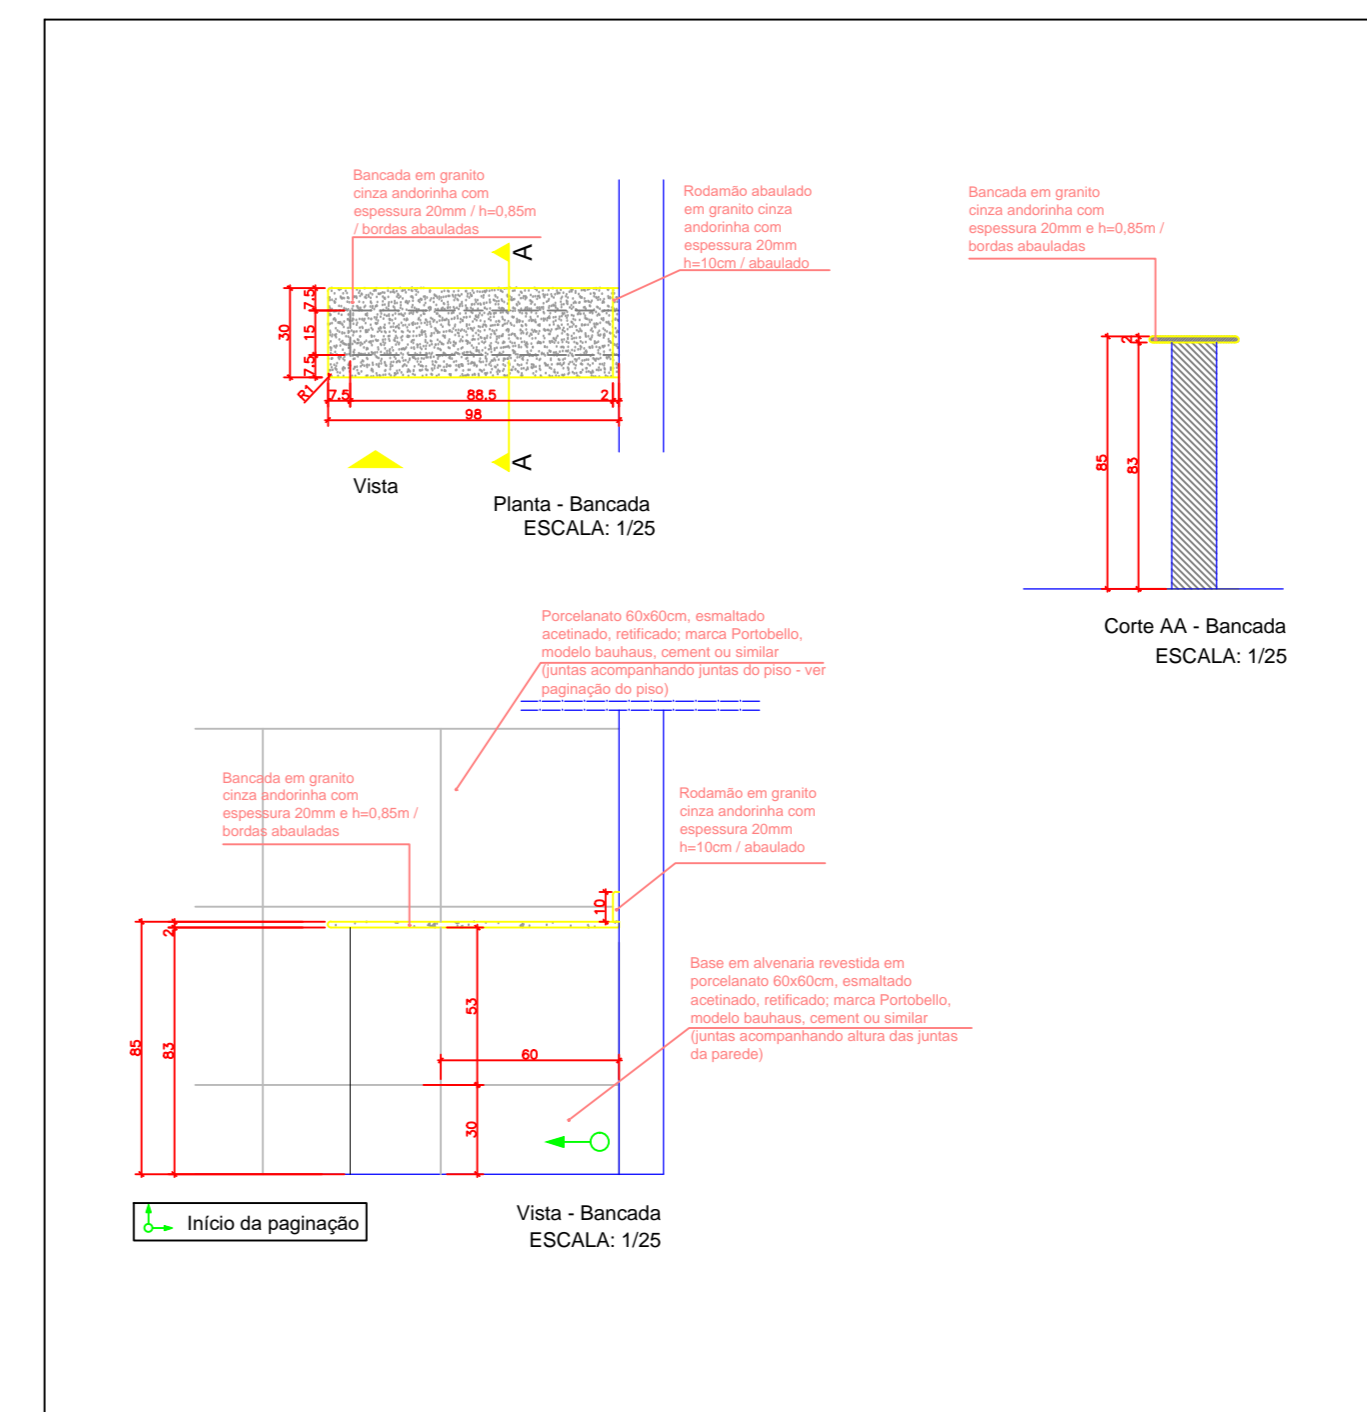 Bancada em granito
cinza andorinha com
espessura 20mm / h=0,85m
/ bordas abauladas
Rodamão abaulado
em granito cinza
andorinha com
espessura 20mm
h=10cm / abaulado
A
30
7.5
15
7.5
R1
7.5
88.5
2
98
A
Vista
Planta - Bancada
ESCALA: 1/25
Bancada em granito
cinza andorinha com
espessura 20mm e h=0,85m /
bordas abauladas
2
85
83
Corte AA - Bancada
ESCALA: 1/25
Porcelanato 60x60cm, esmaltado
acetinado, retificado; marca Portobello,
modelo bauhaus, cement ou similar
(juntas acompanhando juntas do piso - ver
paginação do piso)
Bancada em granito
cinza andorinha com
espessura 20mm e h=0,85m /
bordas abauladas
Rodamão em granito
cinza andorinha com
espessura 20mm
h=10cm / abaulado
10
2
85
83
53
60
30
Base em alvenaria revestida em
porcelanato 60x60cm, esmaltado
acetinado, retificado; marca Portobello,
modelo bauhaus, cement ou similar
(juntas acompanhando altura das juntas
da parede)
Início da paginação
Vista - Bancada
ESCALA: 1/25